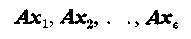 Ax₁, Ax₂, . . ., Axₑ